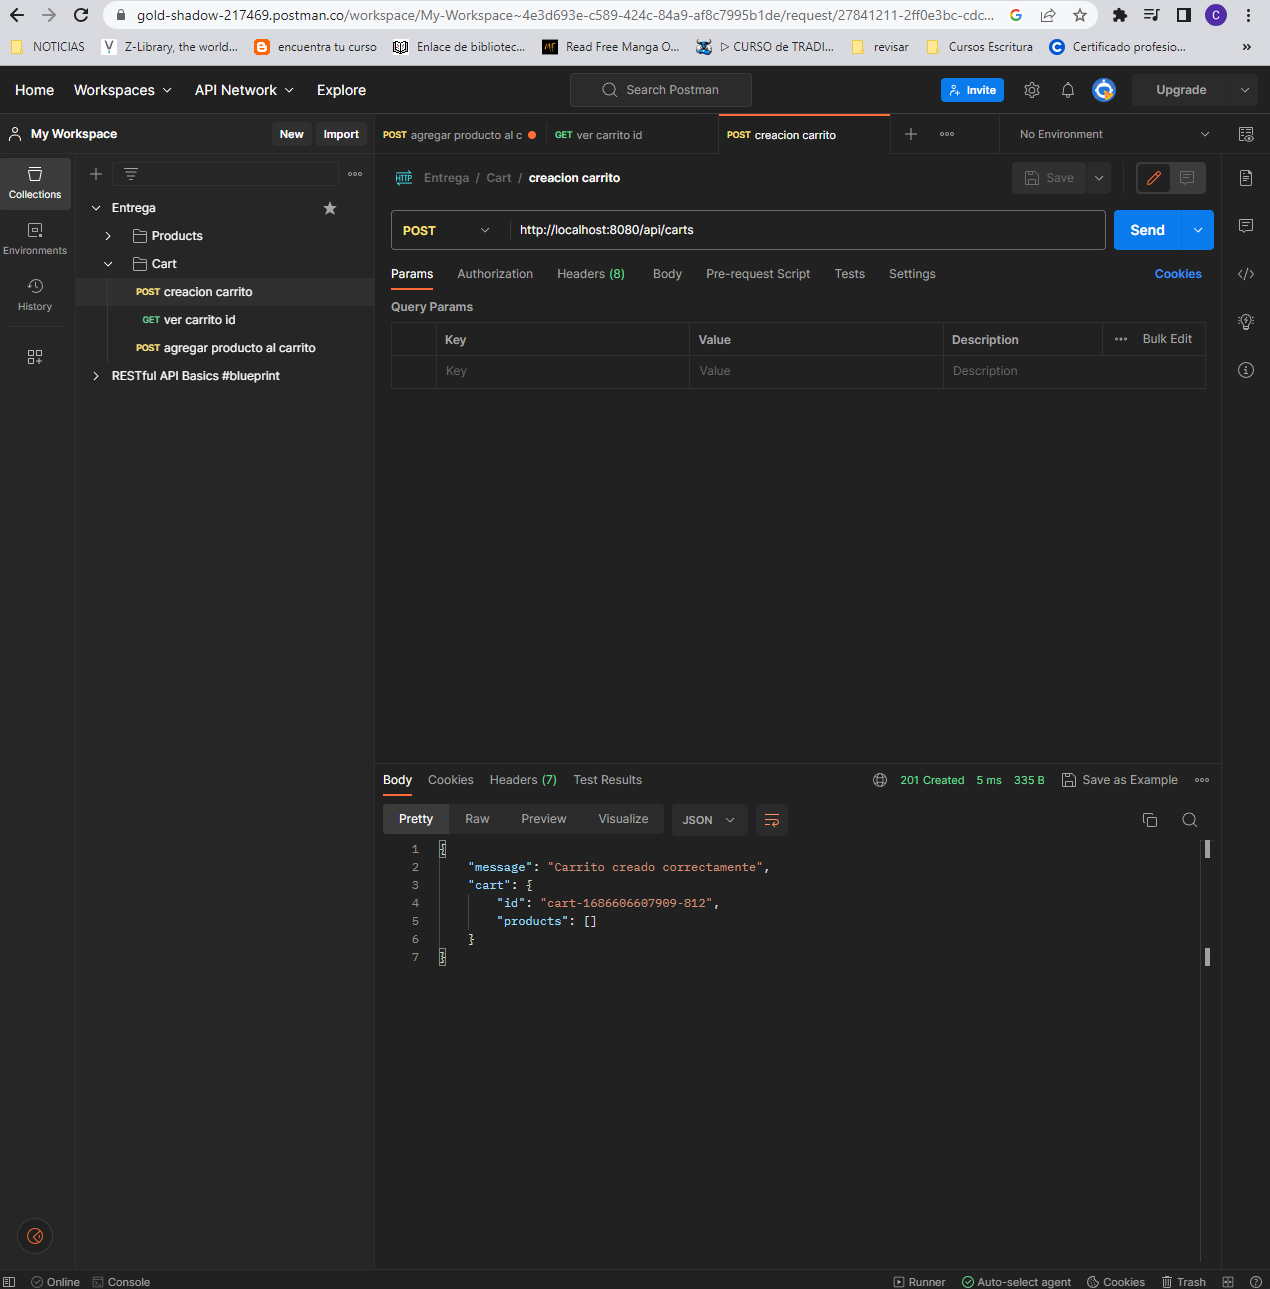 gold-shadow-217469.postman.co/workspace/My-Workspace~4e3d693e-c589-424c-84a9-af8c7995b1de/request/27841211-2ff0e3bc-cdc...
C
NOTICIAS
Z-Library, the world...
encuentra tu curso
Enlace de bibliotec...
MF
Read Free Manga O...
▷ CURSO de TRADI...
revisar
Cursos Escritura
C
Certificado profesio...
»
Home
Workspaces
API Network
Explore
Search Postman
Invite
Upgrade
My Workspace
New
Import
POST agregar producto al c
GET ver carrito id
POST creacion carrito
No Environment
Collections
Environments
History
Entrega
Products
Cart
POST creacion carrito
GET ver carrito id
POST agregar producto al carrito
RESTful API Basics #blueprint
HTTP
Entrega / Cart / creacion carrito
Save
POST
http://localhost:8080/api/carts
Send
Params
Authorization
Headers (8)
Body
Pre-request Script
Tests
Settings
Cookies
Query Params
Key
Value
Description
Bulk Edit
Key
Value
Description
Body
Cookies
Headers (7)
Test Results
201 Created
5 ms
335 B
Save as Example
Pretty
Raw
Preview
Visualize
JSON
1 {
2 "message": "Carrito creado correctamente",
3 "cart": {
4 "id": "cart-1686606607909-812",
5 "products": []
6 }
7 }
Online
Console
Runner
Auto-select agent
Cookies
Trash